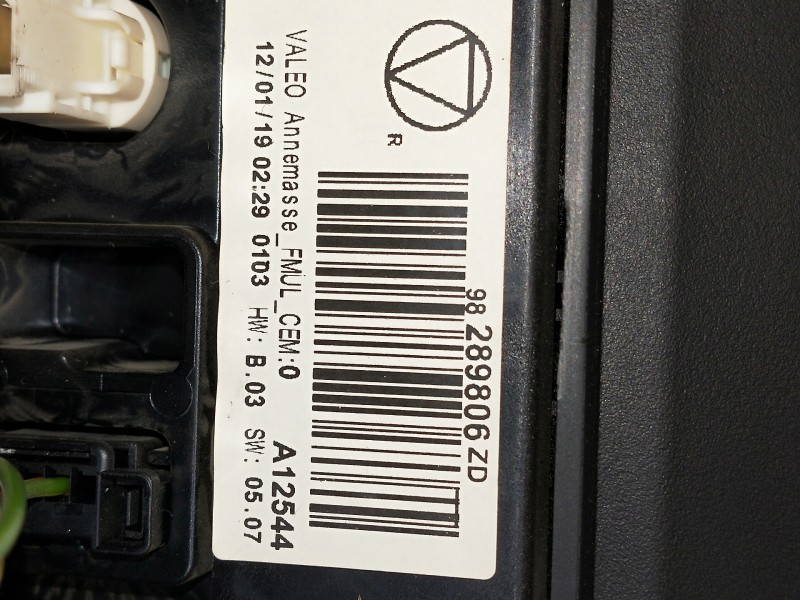 R
98 289806 ZD
VALEO Annemasse_FMUL_CEM:0 A12544
12/01/19 02:29 0103 HW: B.03 SW: 05.07